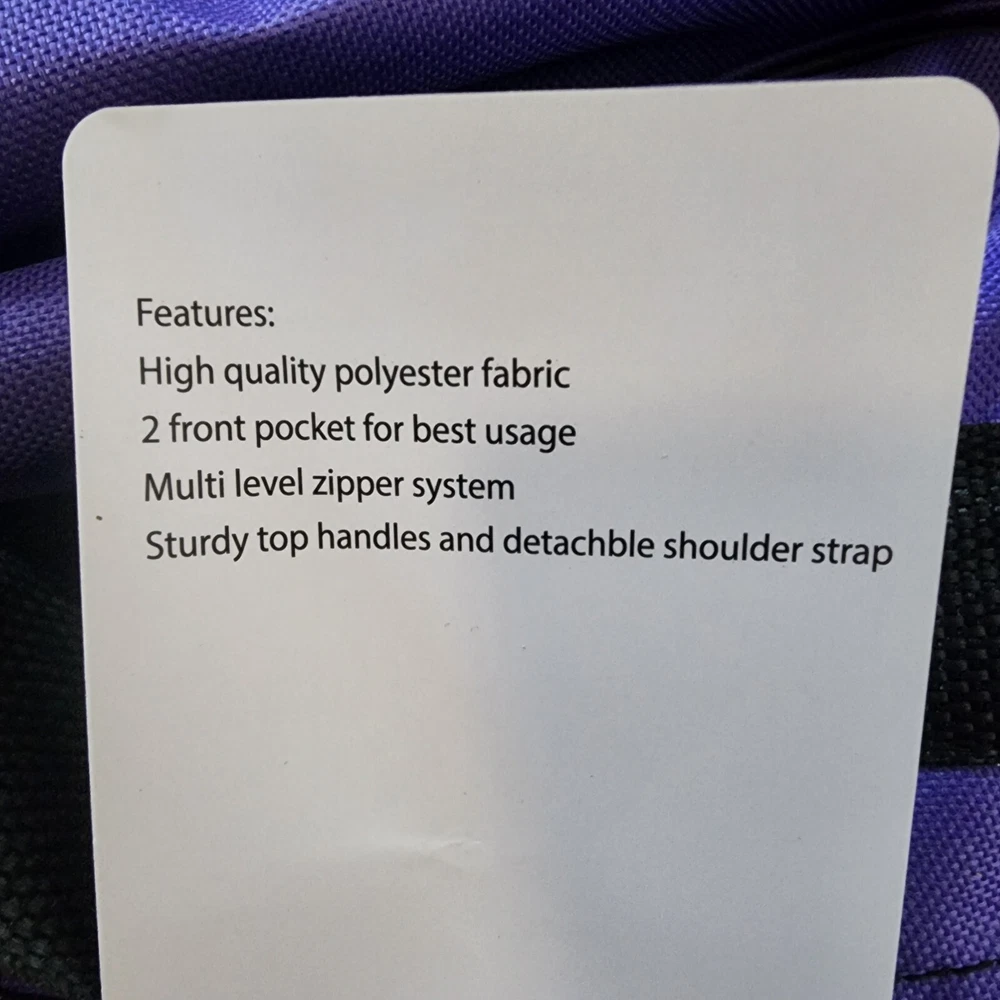 Features:
High quality polyester fabric
2 front pocket for best usage
Multi level zipper system
Sturdy top handles and detachble shoulder strap